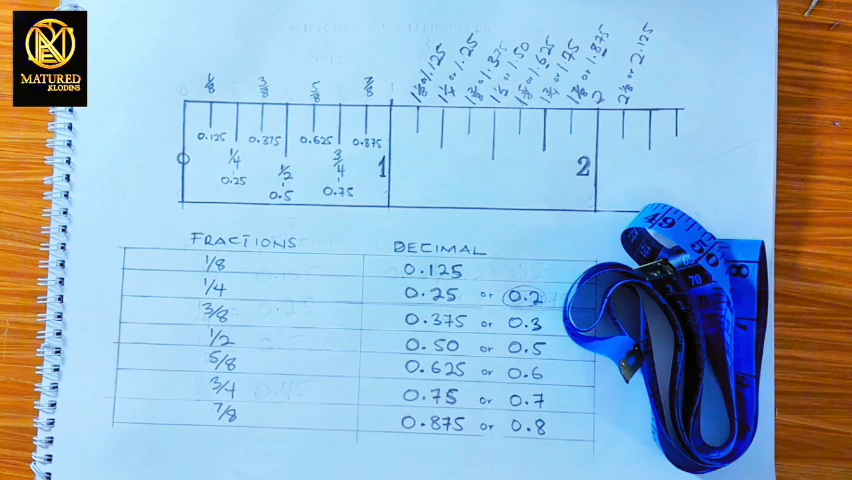 MATURED
KLODINS
1/8 3/8 5/8 7/8 1 1/8 or 1.125 1 1/4 or 1.25 1 3/8 or 1.375 1 1/2 or 1.50 1 5/8 or 1.625 1 3/4 or 1.75 1 7/8 or 1.875 2 2 1/8 or 2.125
0.125 0.375 0.625 0.875
0 1/4 1/2 3/4 1 2
0.25 0.5 0.75
FRACTIONS DECIMAL
1/8 0.125
1/4 0.25 or 0.2
3/8 0.375 or 0.3
1/2 0.50 or 0.5
5/8 0.625 or 0.6
3/4 0.75 or 0.7
7/8 0.875 or 0.8
49 50
8
70